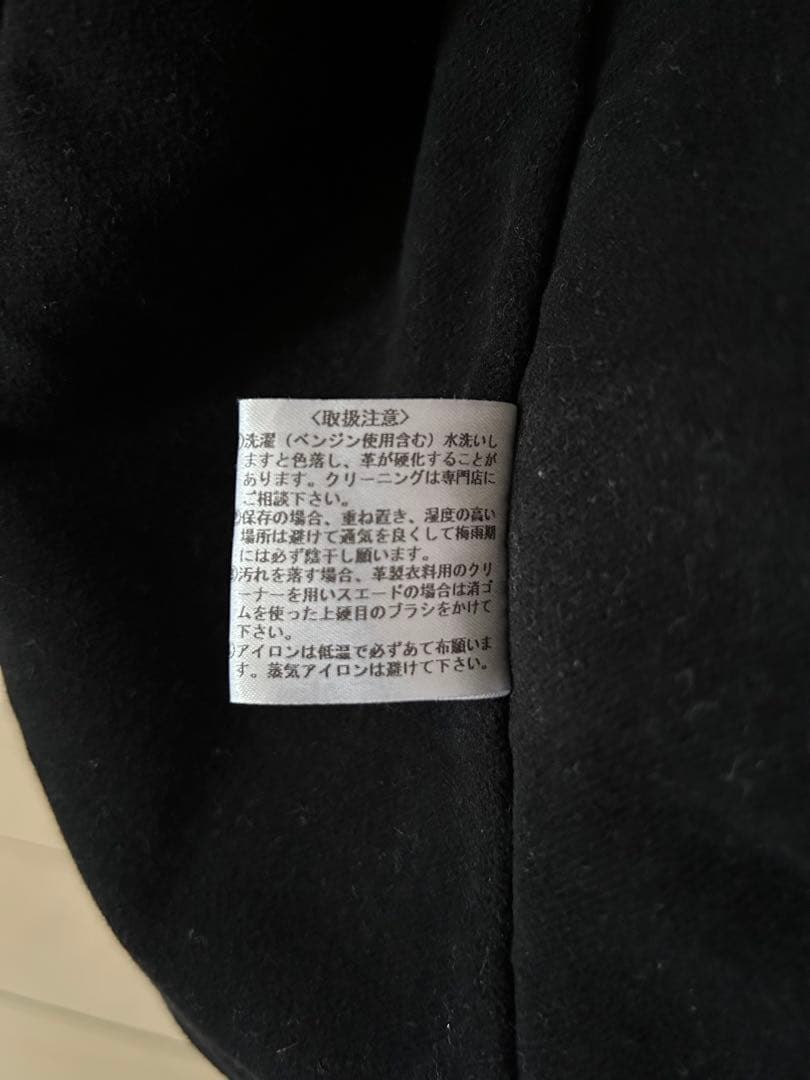 〈取扱注意〉
)洗濯（ベンジン使用含む）水洗いし
ますと色落し、革が硬化することが
あります。クリーニングは専門店に
ご相談下さい。
)保存の場合、重ね置き、湿度の高い
場所は避けて通気を良くして梅雨期
には必ず陰干し願います。
)汚れを落す場合、革製衣料用のクリ
ーナーを用いスエードの場合は消ゴ
ムを使った上硬目のブラシをかけて
下さい。
)アイロンは低温で必ずあて布願いま
す。蒸気アイロンは避けて下さい。